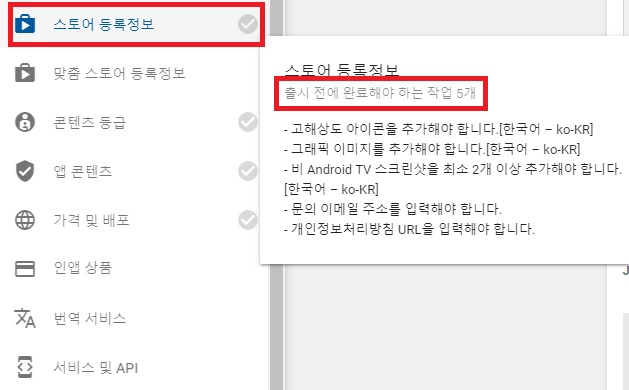 스토어 등록정보
맞춤 스토어 등록정보
콘텐츠 등급
앱 콘텐츠
가격 및 배포
인앱 상품
번역 서비스
서비스 및 API
스토어 등록정보
출시 전에 완료해야 하는 작업 5개
- 고해상도 아이콘을 추가해야 합니다.[한국어 – ko-KR]
- 그래픽 이미지를 추가해야 합니다.[한국어 – ko-KR]
- 비 Android TV 스크린샷을 최소 2개 이상 추가해야 합니다.
[한국어 – ko-KR]
- 문의 이메일 주소를 입력해야 합니다.
- 개인정보처리방침 URL을 입력해야 합니다.